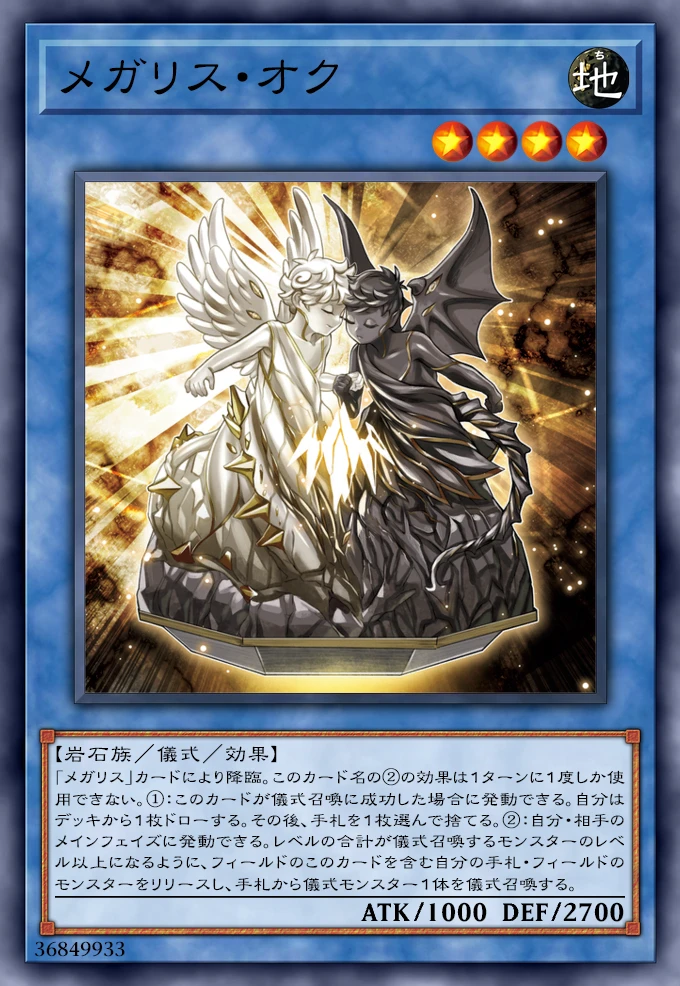 メガリス・オク
ち
地
【岩石族／儀式／効果】
「メガリス」カードにより降臨。このカード名の②の効果は１ターンに１度しか使
用できない。①：このカードが儀式召喚に成功した場合に発動できる。自分は
デッキから１枚ドローする。その後、手札を１枚選んで捨てる。②：自分・相手の
メインフェイズに発動できる。レベルの合計が儀式召喚するモンスターのレベ
ル以上になるように、フィールドのこのカードを含む自分の手札・フィールドの
モンスターをリリースし、手札から儀式モンスター１体を儀式召喚する。
ATK/1000 DEF/2700
36849933